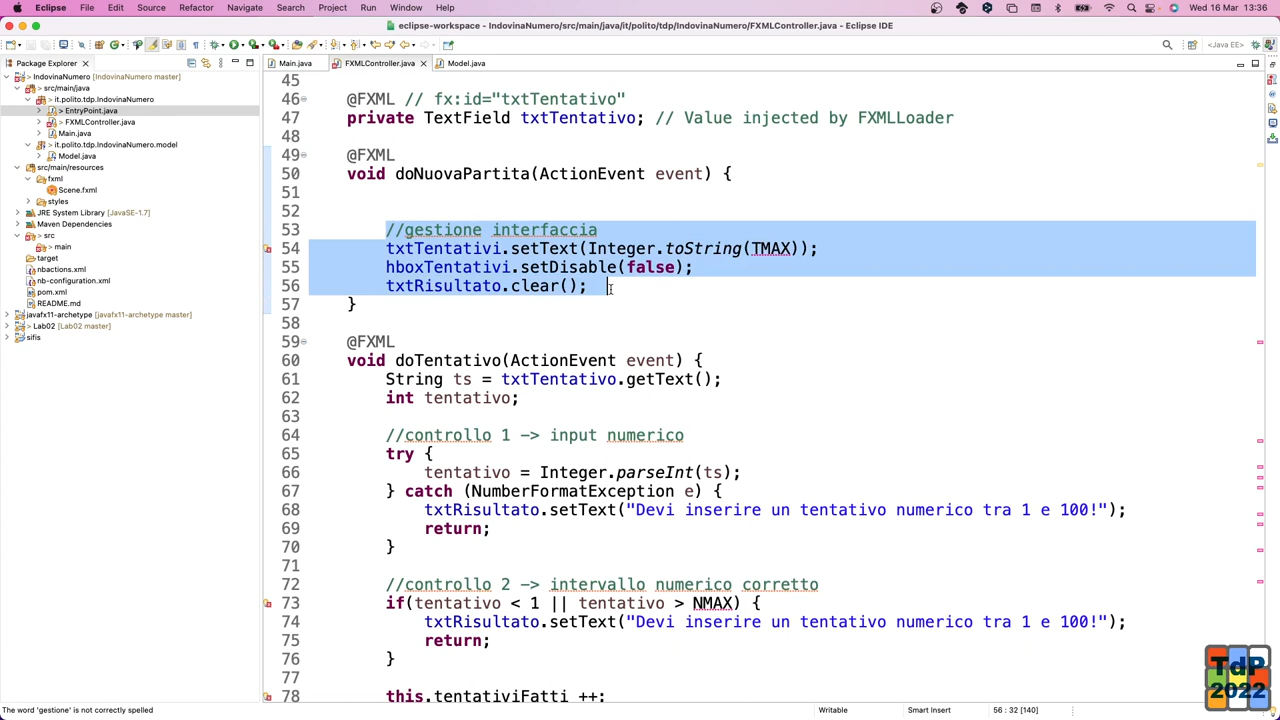 Eclipse File Edit Source Refactor Navigate Search Project Run Window Help Wed 16 Mar 13:36
eclipse-workspace - IndovinaNumero/src/main/java/it/polito/tdp/IndovinaNumero/FXMLController.java - Eclipse IDE
<Java EE>
Package Explorer
Main.java FXMLController.java Model.java
> IndovinaNumero [IndovinaNumero master]
> src/main/java
> it.polito.tdp.IndovinaNumero
> EntryPoint.java
> FXMLController.java
> Main.java
> it.polito.tdp.IndovinaNumero.model
> Model.java
src/main/resources
fxml
Scene.fxml
styles
JRE System Library [JavaSE-1.7]
Maven Dependencies
> src
> main
target
nbactions.xml
nb-configuration.xml
pom.xml
README.md
javafx11-archetype [javafx11-archetype master]
> Lab02 [Lab02 master]
sifis
45
46 @FXML // fx:id="txtTentativo"
47 private TextField txtTentativo; // Value injected by FXMLLoader
48
49 @FXML
50 void doNuovaPartita(ActionEvent event) {
51
52
53 //gestione interfaccia
54 txtTentativi.setText(Integer.toString(TMAX));
55 hboxTentativi.setDisable(false);
56 txtRisultato.clear();
57 }
58
59 @FXML
60 void doTentativo(ActionEvent event) {
61 String ts = txtTentativo.getText();
62 int tentativo;
63
64 //controllo 1 -> input numerico
65 try {
66 tentativo = Integer.parseInt(ts);
67 } catch (NumberFormatException e) {
68 txtRisultato.setText("Devi inserire un tentativo numerico tra 1 e 100!");
69 return;
70 }
71
72 //controllo 2 -> intervallo numerico corretto
73 if(tentativo < 1 || tentativo > NMAX) {
74 txtRisultato.setText("Devi inserire un tentativo numerico tra 1 e 100!");
75 return;
76 }
77
78 this.tentativiFatti ++;
TdP
2022
The word 'gestione' is not correctly spelled Writable Smart Insert 56 : 32 [140]